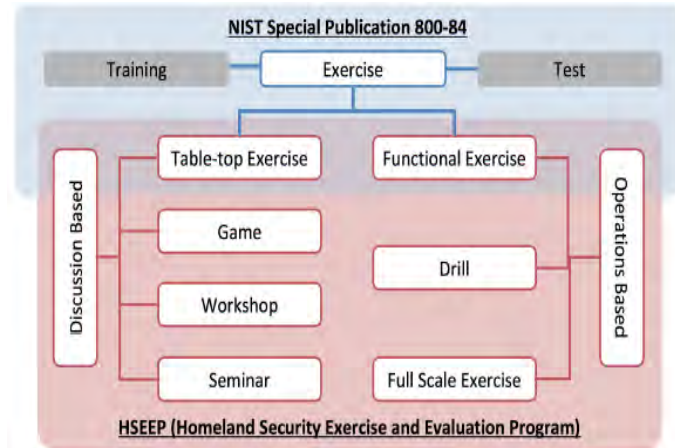 NIST Special Publication 800-84
Training
Exercise
Test
Table-top Exercise
Functional Exercise
Discussion Based
Game
Drill
Operations Based
Workshop
Seminar
Full Scale Exercise
HSEEP (Homeland Security Exercise and Evaluation Program)